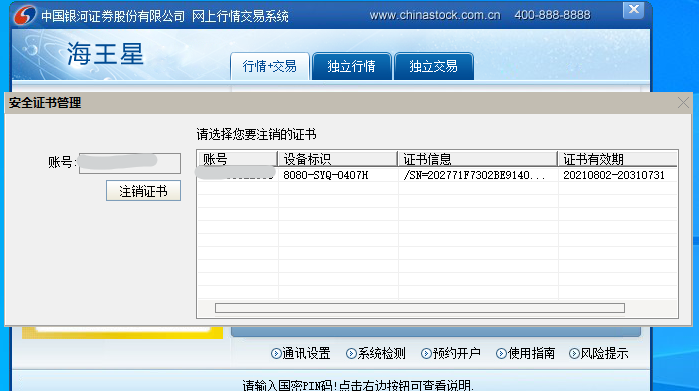 中国银河证券股份有限公司 网上行情交易系统 www.chinastock.com.cn 400-888-8888
海王星
行情+交易 独立行情 独立交易
安全证书管理
请选择您要注销的证书
账号:
注销证书
账号 设备标识 证书信息 证书有效期
8080-SYQ-0407H /SN=202771F7302BE9140... 20210802-20310731
通讯设置 系统检测 预约开户 使用指南 风险提示
请输入国密PIN码!点击右边按钮可查看说明.